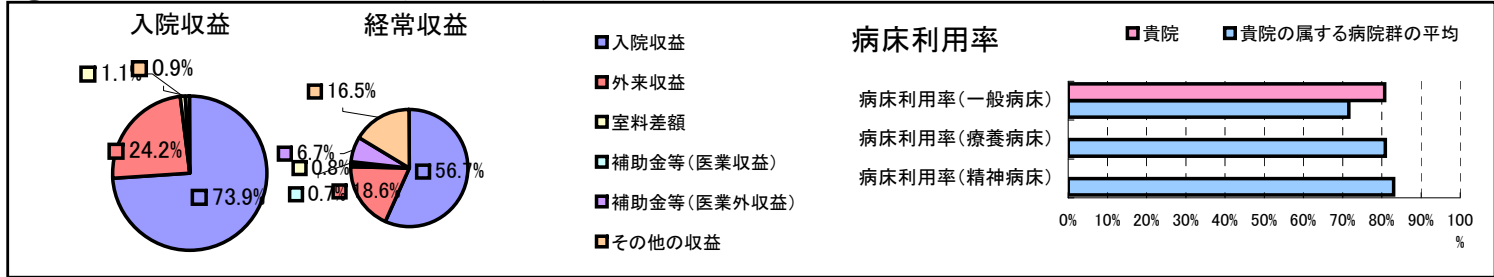 入院収益
1.1%
0.9%
24.2%
73.9%
経常収益
16.5%
6.7%
0.8%
0.7%
18.6%
56.7%
入院収益
外来収益
室料差額
補助金等(医業収益)
補助金等(医業外収益)
その他の収益
病床利用率
貴院
貴院の属する病院群の平均
病床利用率(一般病床)
病床利用率(療養病床)
病床利用率(精神病床)
0% 10% 20% 30% 40% 50% 60% 70% 80% 90% 100
%